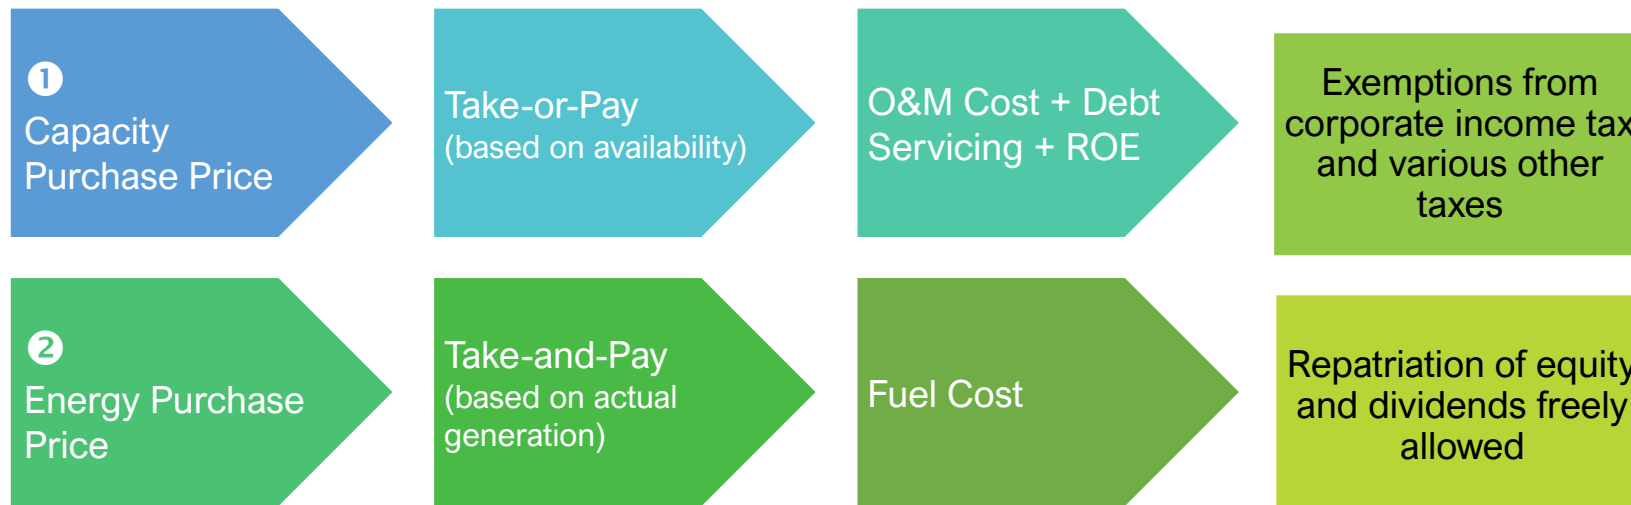 ❶
Capacity
Purchase Price
Take-or-Pay
(based on availability)
O&M Cost + Debt
Servicing + ROE
Exemptions from
corporate income tax
and various other
taxes
❷
Energy Purchase
Price
Take-and-Pay
(based on actual
generation)
Fuel Cost
Repatriation of equity
and dividends freely
allowed